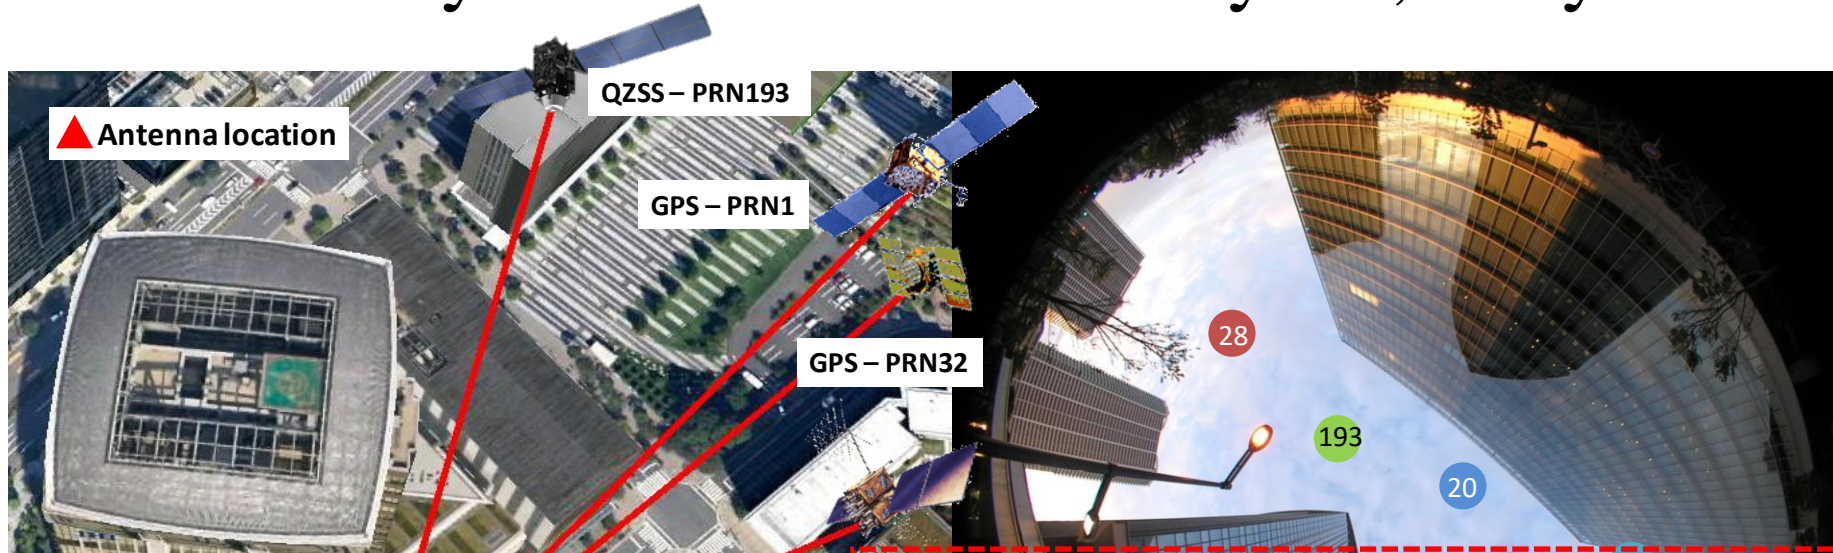 QZSS – PRN193
Antenna location
GPS – PRN1
GPS – PRN32
28
193
20